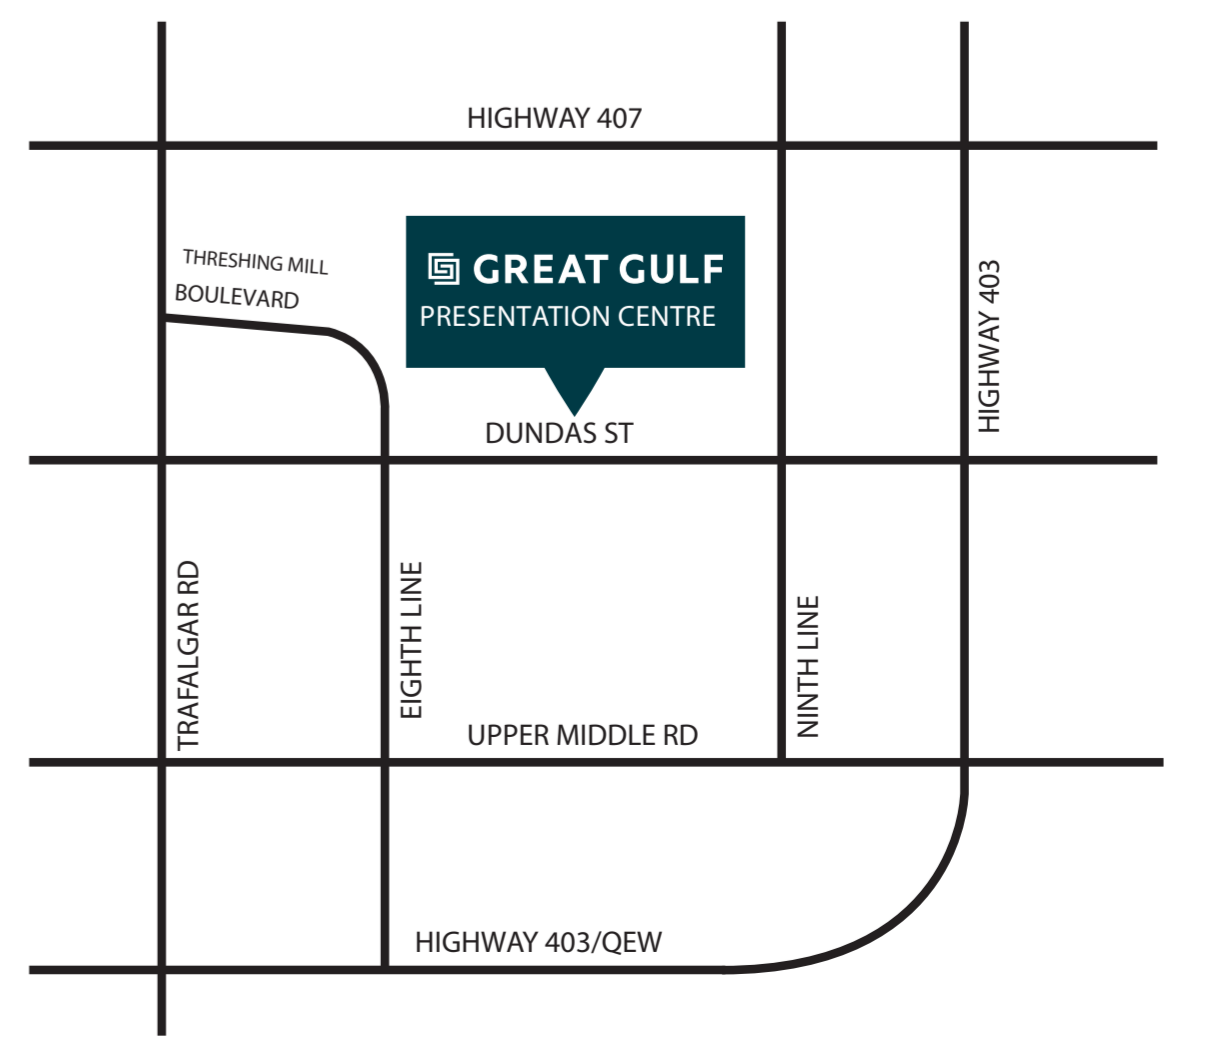 HIGHWAY 407
THRESHING MILL
BOULEVARD
GREAT GULF
PRESENTATION CENTRE
HIGHWAY 403
DUNDAS ST
TRAFALGAR RD
EIGHTH LINE
NINTH LINE
UPPER MIDDLE RD
HIGHWAY 403/QEW